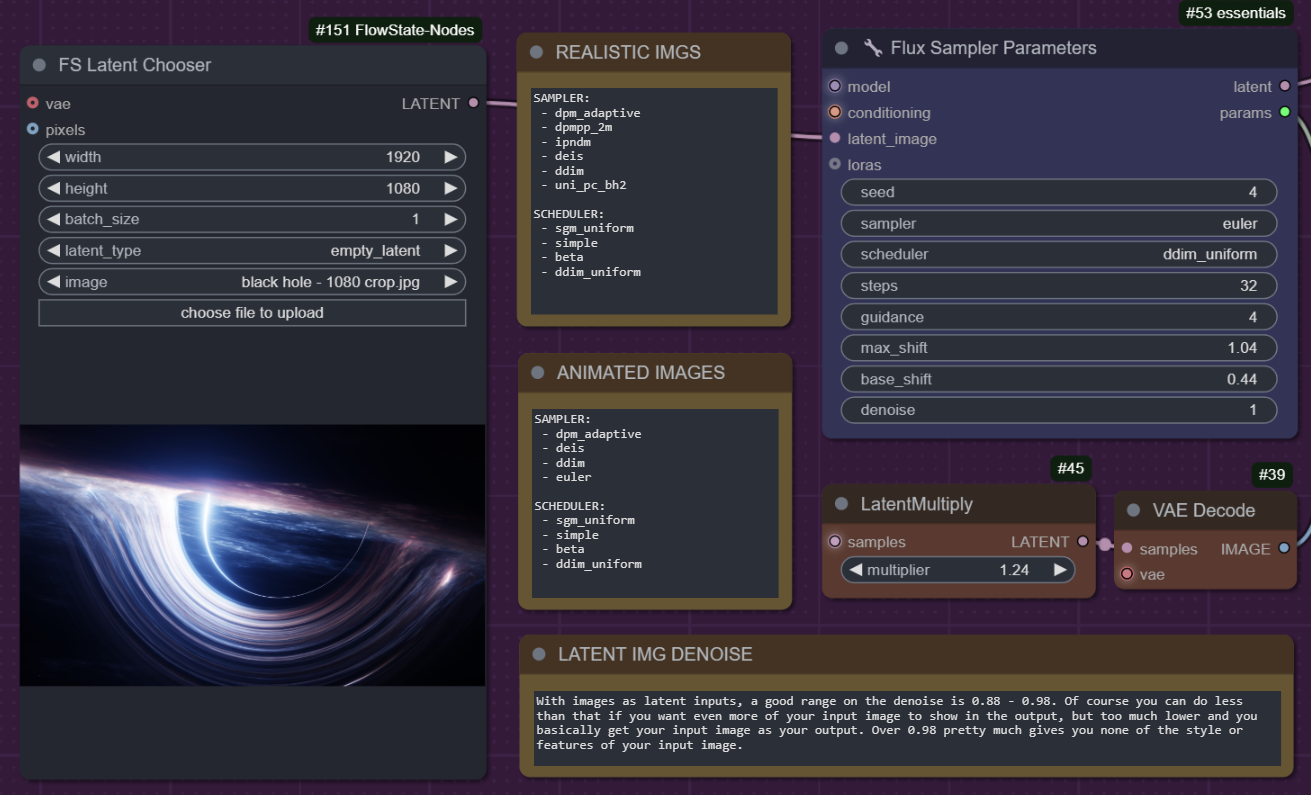 #151 FlowState-Nodes
FS Latent Chooser
vae
LATENT
pixels
width 1920
height 1080
batch_size 1
latent_type empty_latent
image black hole - 1080 crop.jpg
choose file to upload
REALISTIC IMGS
SAMPLER:
- dpm_adaptive
- dpmpp_2m
- ipndm
- deis
- ddim
- uni_pc_bh2
SCHEDULER:
- sgm_uniform
- simple
- beta
- ddim_uniform
ANIMATED IMAGES
SAMPLER:
- dpm_adaptive
- deis
- ddim
- euler
SCHEDULER:
- sgm_uniform
- simple
- beta
- ddim_uniform
#53 essentials
Flux Sampler Parameters
model
latent
conditioning
params
latent_image
loras
seed 4
sampler euler
scheduler ddim_uniform
steps 32
guidance 4
max_shift 1.04
base_shift 0.44
denoise 1
#45
LatentMultiply
samples
LATENT
multiplier 1.24
#39
VAE Decode
samples
IMAGE
vae
LATENT IMG DENOISE
With images as latent inputs, a good range on the denoise is 0.88 - 0.98. Of course you can do less
than that if you want even more of your input image to show in the output, but too much lower and you
basically get your input image as your output. Over 0.98 pretty much gives you none of the style or
features of your input image.